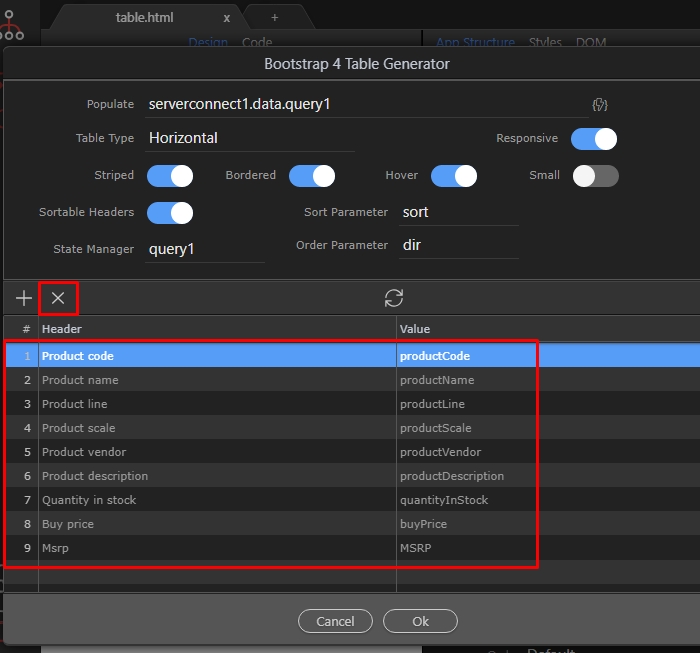 table.html x +
Design Code App Structure Styles DOM
Bootstrap 4 Table Generator
Populate serverconnect1.data.query1
Table Type Horizontal Responsive
Striped Bordered Hover Small
Sortable Headers Sort Parameter sort
State Manager query1 Order Parameter dir
# Header Value
1 Product code productCode
2 Product name productName
3 Product line productLine
4 Product scale productScale
5 Product vendor productVendor
6 Product description productDescription
7 Quantity in stock quantityInStock
8 Buy price buyPrice
9 Msrp MSRP
Cancel Ok
Default